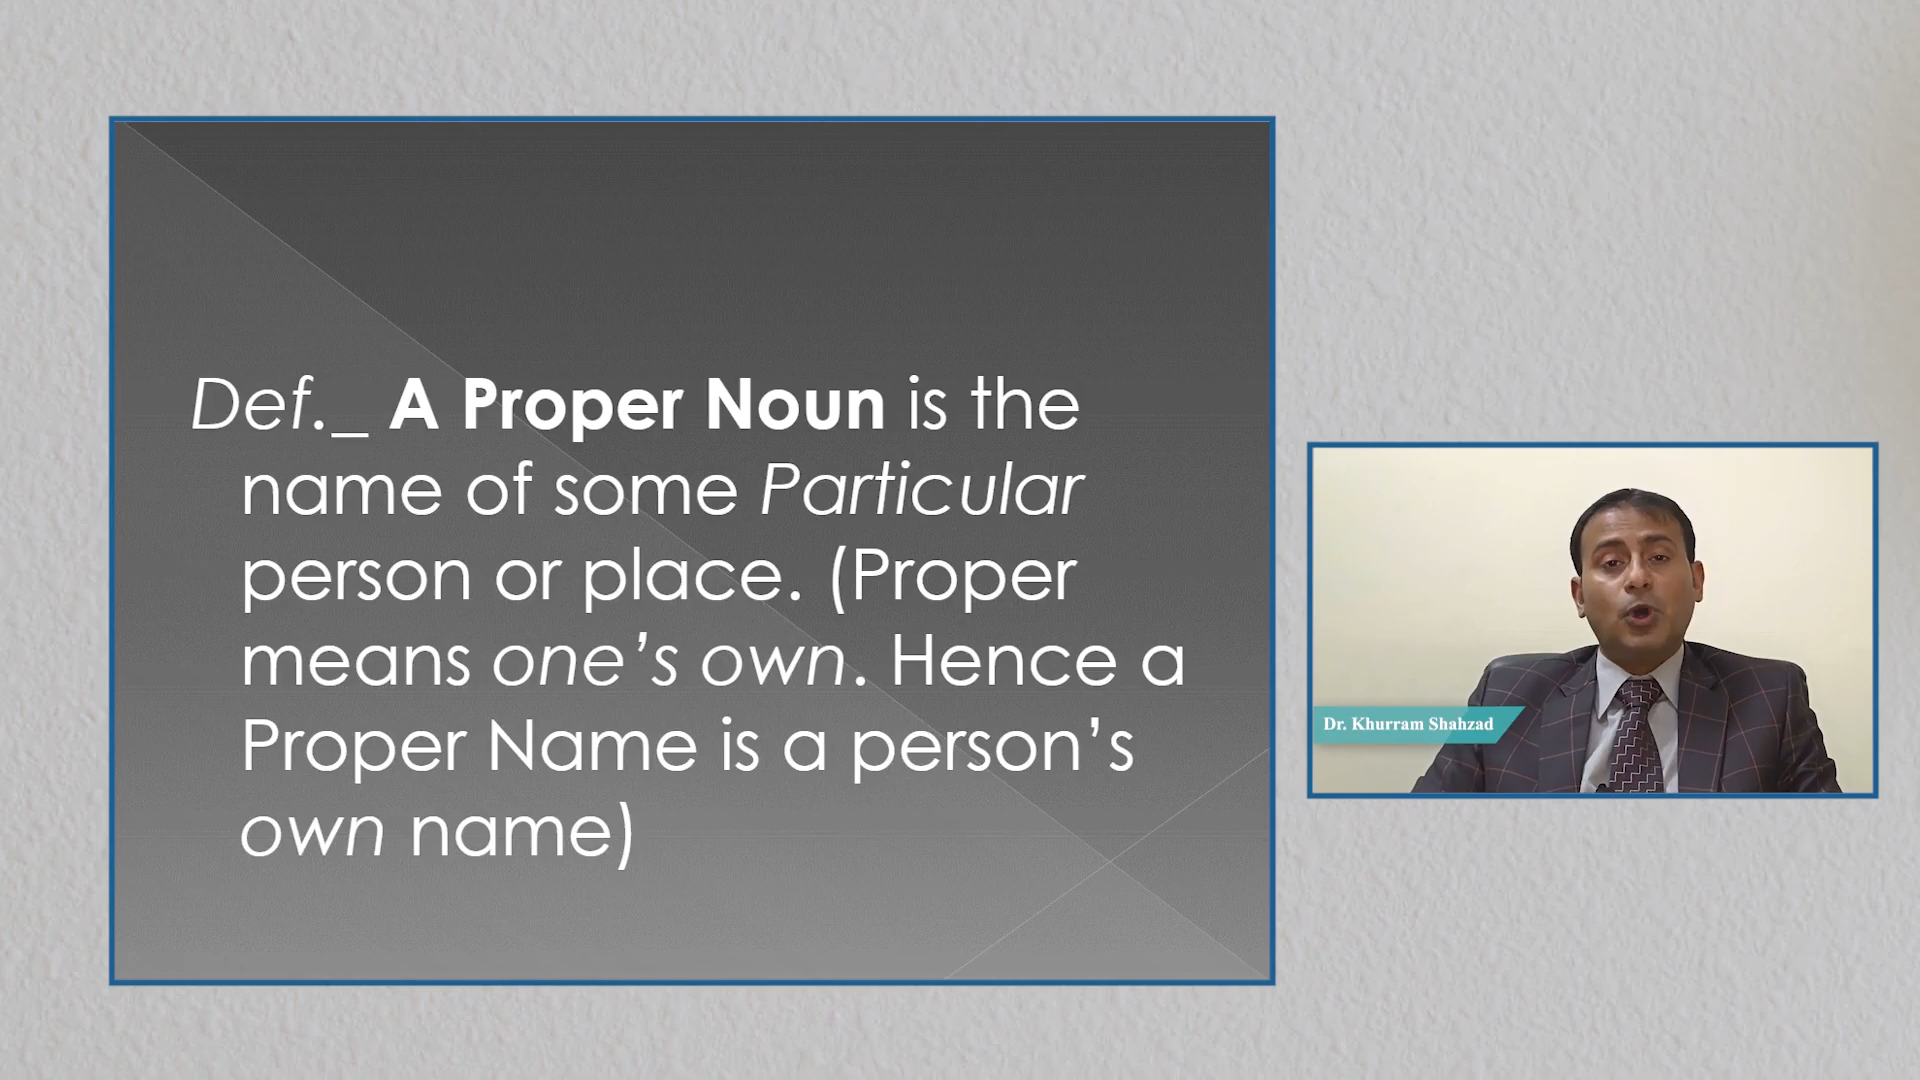 Def._ A Proper Noun is the
name of some Particular
person or place. (Proper
means one’s own. Hence a
Proper Name is a person’s
own name)
Dr. Khurram Shahzad